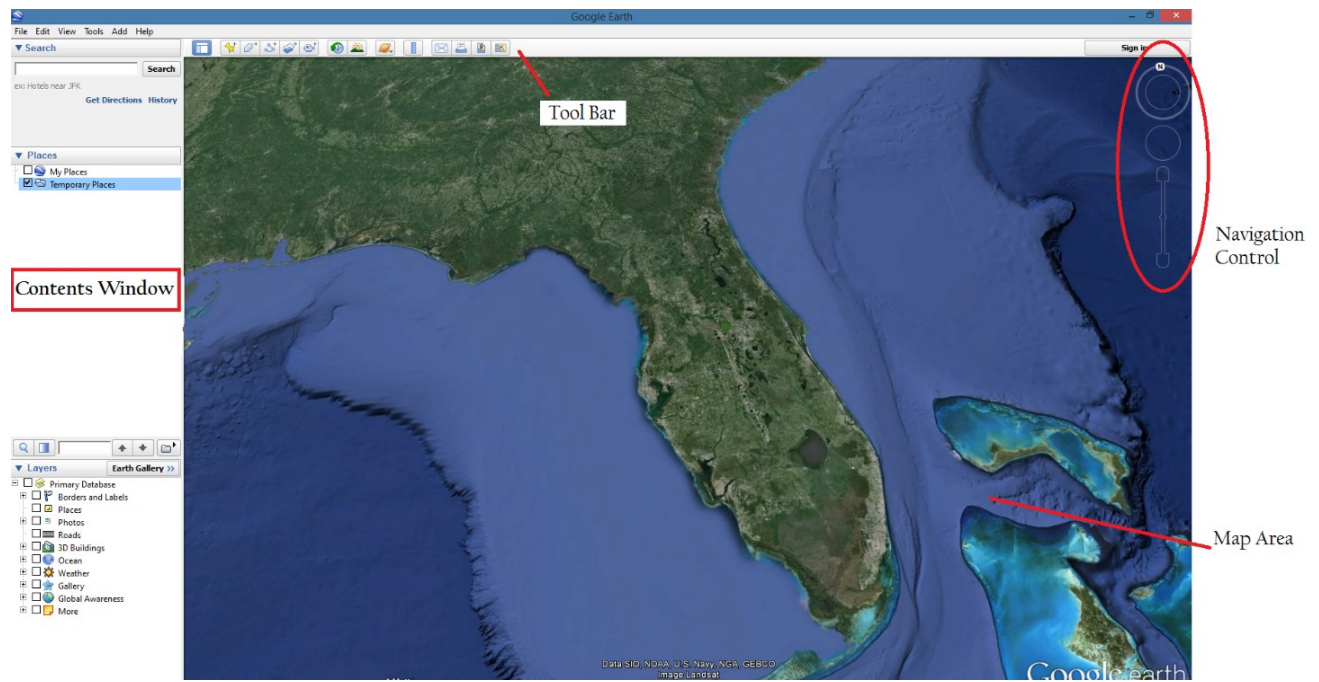 Google Earth
File Edit View Tools Add Help
Search
Sign in
Search
ex: Hotels near JFK
Get Directions History
Tool Bar
N
Places
My Places
Temporary Places
Navigation
Control
Contents Window
Layers
Earth Gallery >>
Primary Database
Borders and Labels
Places
Photos
Roads
3D Buildings
Ocean
Weather
Gallery
Global Awareness
More
Map Area
Data SIO, NOAA, U.S. Navy, NGA, GEBCO
Image Landsat
Google earth